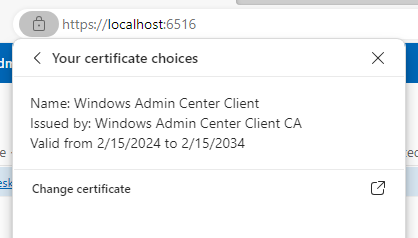 https://localhost:6516
Your certificate choices
Name: Windows Admin Center Client
Issued by: Windows Admin Center Client CA
Valid from 2/15/2024 to 2/15/2034
Change certificate